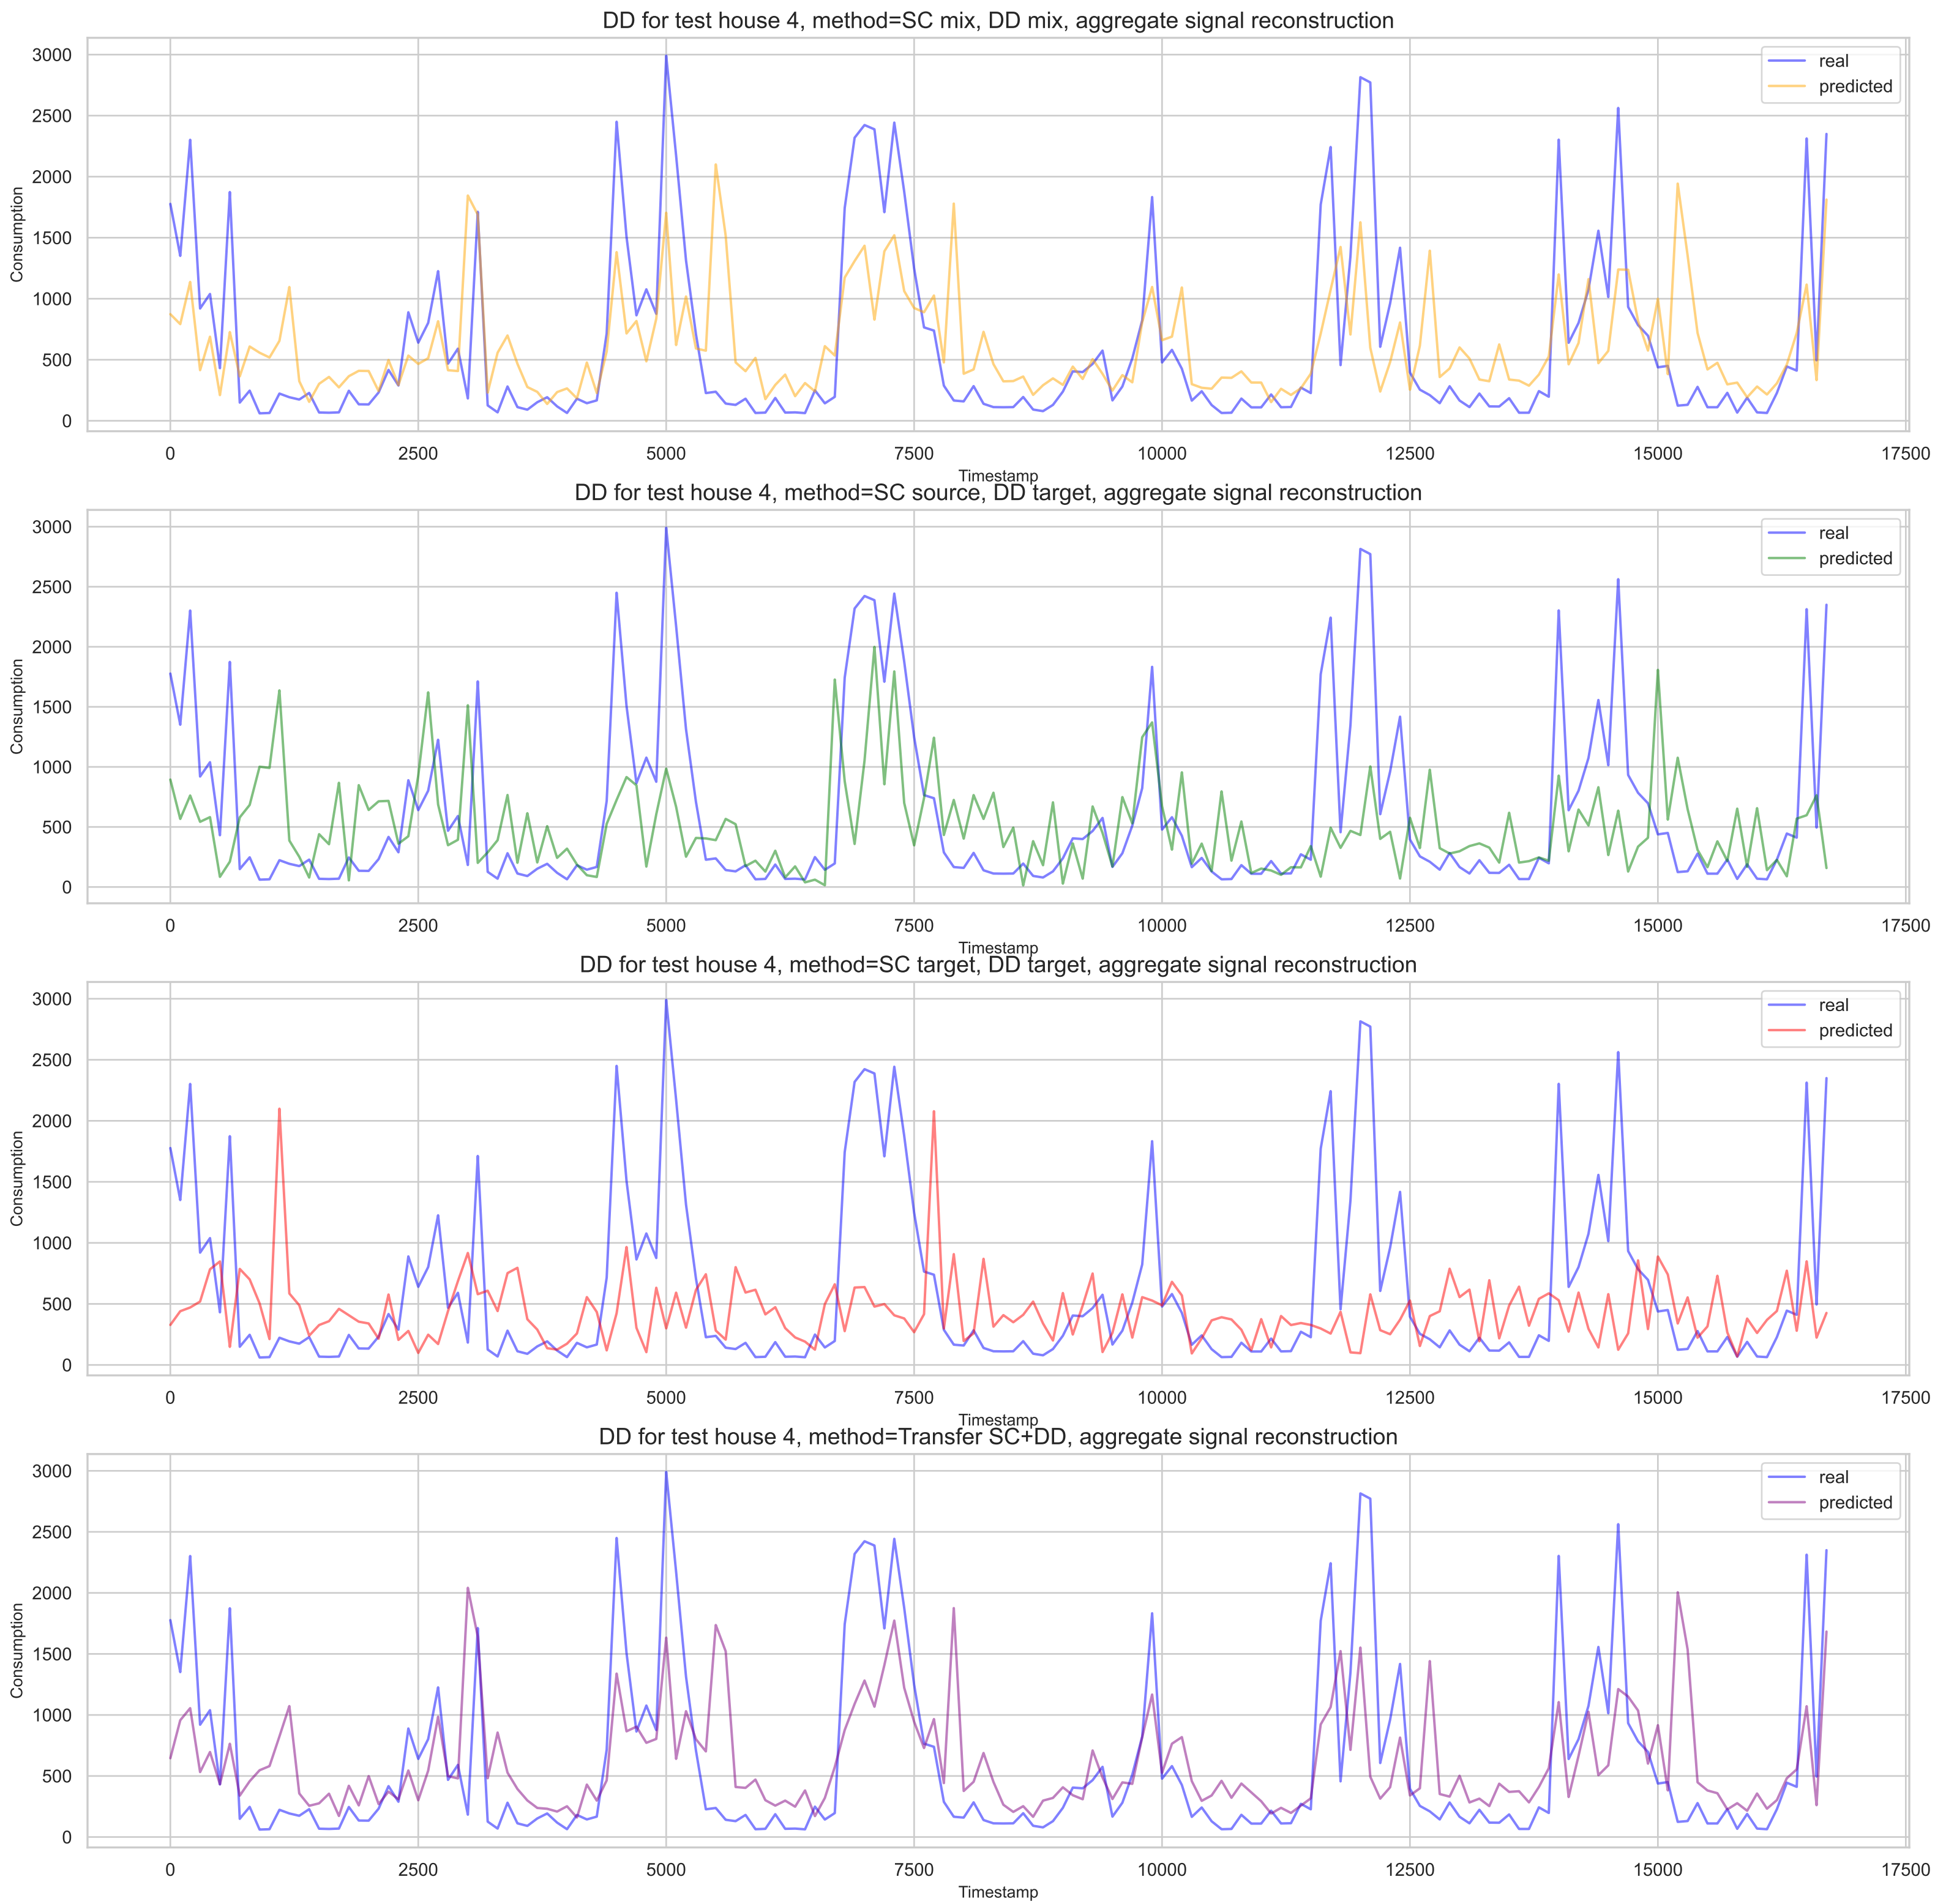 DD for test house 4, method=SC mix, DD mix, aggregate signal reconstruction
3000
2500
2000
1500
1000
500
0
Consumption
real
predicted
0 2500 5000 7500 10000 12500 15000 17500
Timestamp
DD for test house 4, method=SC source, DD target, aggregate signal reconstruction
3000
2500
2000
1500
1000
500
0
Consumption
real
predicted
0 2500 5000 7500 10000 12500 15000 17500
Timestamp
DD for test house 4, method=SC target, DD target, aggregate signal reconstruction
3000
2500
2000
1500
1000
500
0
Consumption
real
predicted
0 2500 5000 7500 10000 12500 15000 17500
Timestamp
DD for test house 4, method=Transfer SC+DD, aggregate signal reconstruction
3000
2500
2000
1500
1000
500
0
Consumption
real
predicted
0 2500 5000 7500 10000 12500 15000 17500
Timestamp